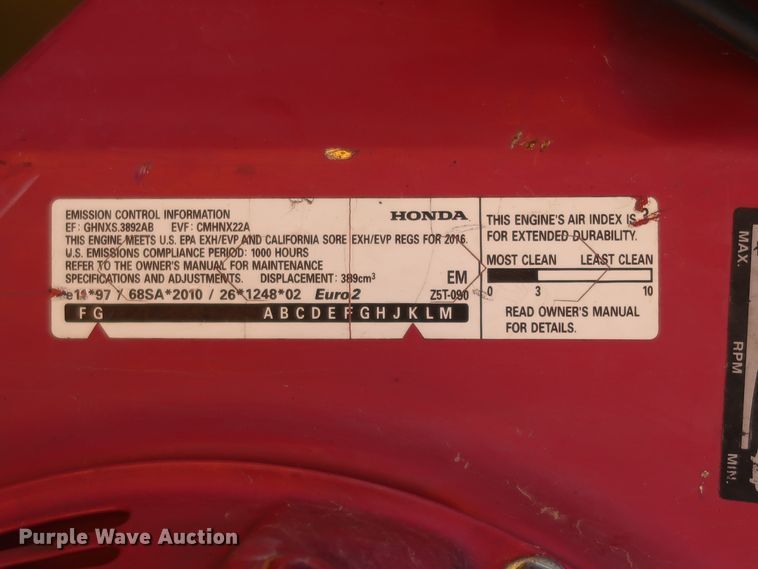 EMISSION CONTROL INFORMATION
HONDA
EF: GHNXS.3892AB EVF: CMHNX22A
THIS ENGINE MEETS U.S. EPA EXH/EVP AND CALIFORNIA SORE EXH/EVP REGS FOR 2016.
U.S. EMISSIONS COMPLIANCE PERIOD: 1000 HOURS
REFER TO THE OWNER'S MANUAL FOR MAINTENANCE
SPECIFICATIONS AND ADJUSTMENTS. DISPLACEMENT: 389cm³
EM
e11*97 / 68SA*2010 / 26*1248*02 Euro2 Z5T-090
FG ABCDEFGHJKLM
THIS ENGINE'S AIR INDEX IS 3
FOR EXTENDED DURABILITY.
MOST CLEAN LEAST CLEAN
0 3 10
READ OWNER'S MANUAL
FOR DETAILS.
MAX.
RPM
MIN.
Purple Wave Auction